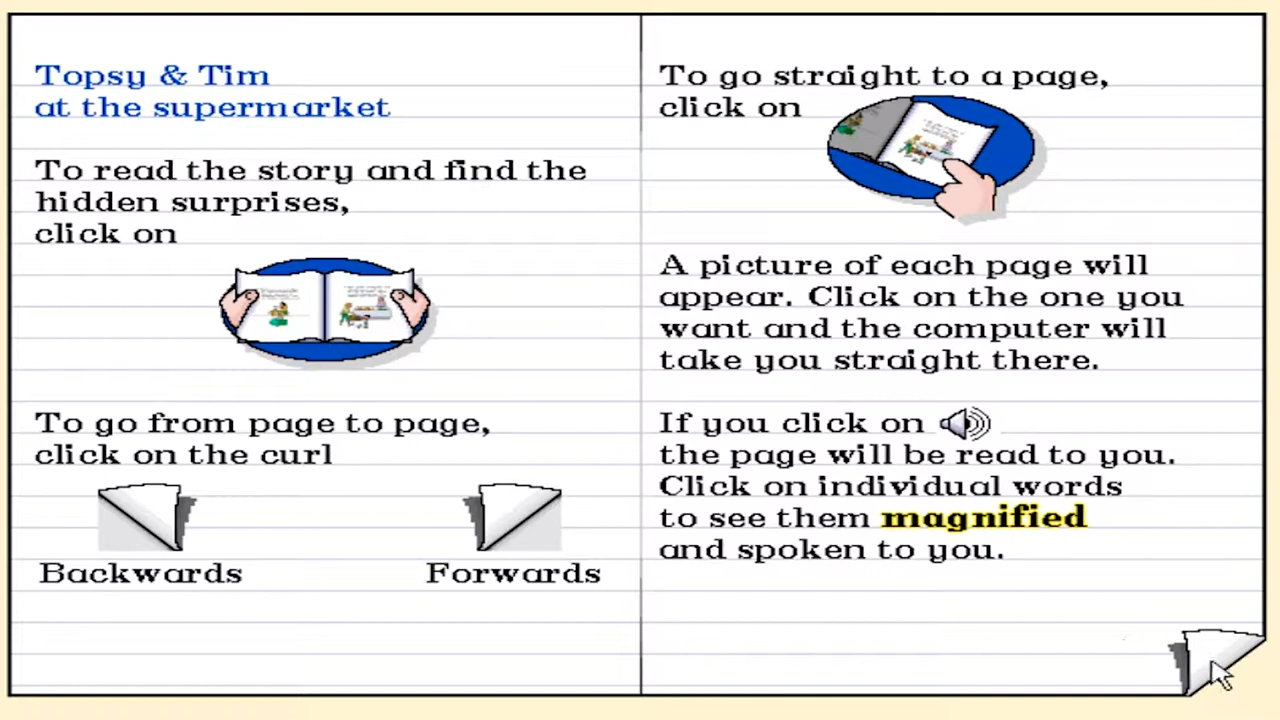 Topsy & Tim
at the supermarket
To read the story and find the
hidden surprises,
click on
To go from page to page,
click on the curl
Backwards
Forwards
To go straight to a page,
click on
A picture of each page will
appear. Click on the one you
want and the computer will
take you straight there.
If you click on
the page will be read to you.
Click on individual words
to see them magnified
and spoken to you.